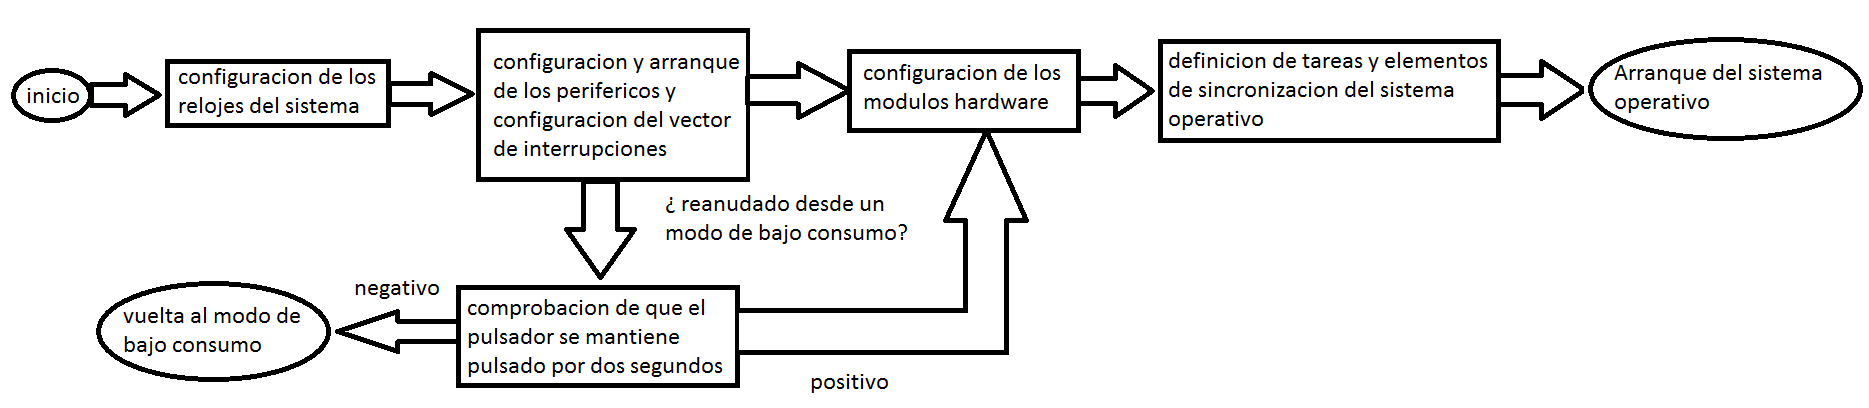 inicio
configuracion de los
relojes del sistema
configuracion y arranque
de los perifericos y
configuracion del vector
de interrupciones
configuracion de los
modulos hardware
definicion de tareas y elementos
de sincronizacion del sistema
operativo
Arranque del sistema
operativo
¿ reanudado desde un
modo de bajo consumo?
negativo
vuelta al modo de
bajo consumo
comprobacion de que el
pulsador se mantiene
pulsado por dos segundos
positivo